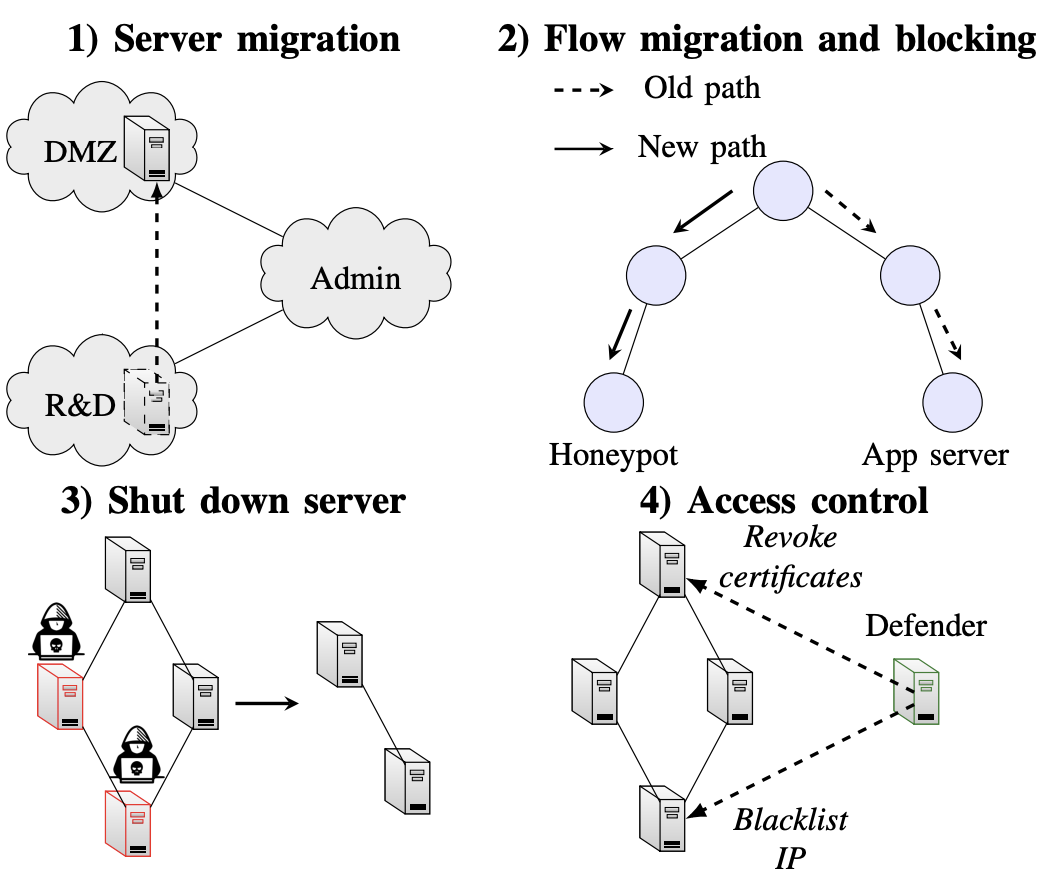 1) Server migration
DMZ
Admin
R&D
2) Flow migration and blocking
Old path
New path
Honeypot
App server
3) Shut down server
4) Access control
Revoke
certificates
Defender
Blacklist
IP